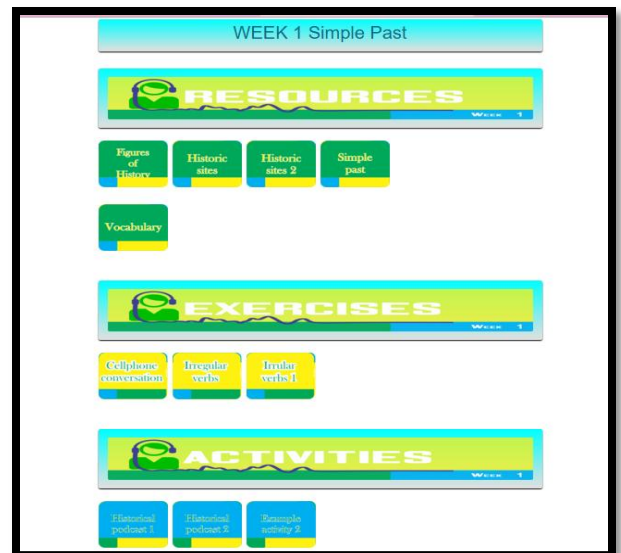 WEEK 1 Simple Past
RESOURCES
WEEK 1
Figures
of
History
Historic
sites
Historic
sites 2
Simple
past
Vocabulary
EXERCISES
WEEK 1
Cellphone
conversation
Irregular
verbs
Irrular
verbs 1
ACTIVITIES
WEEK 1
Historical
podcast 1
Historical
podcast 2
Example
activity 2